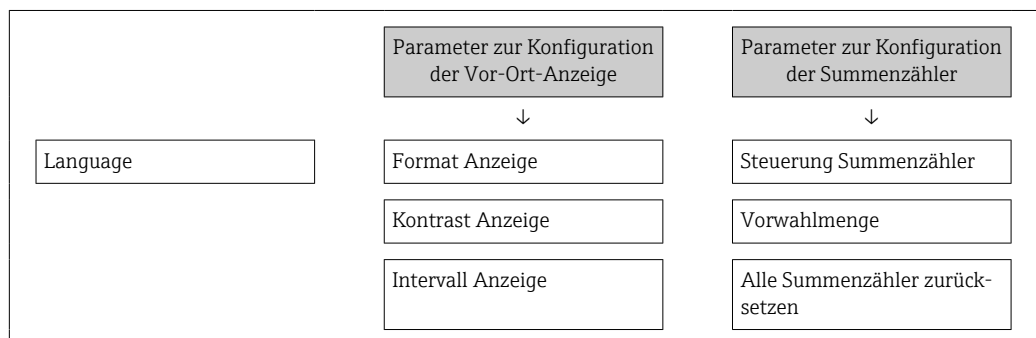 Parameter zur Konfiguration
der Vor-Ort-Anzeige
Parameter zur Konfiguration
der Summenzähler
↓
↓
Language
Format Anzeige
Steuerung Summenzähler
Kontrast Anzeige
Vorwahlmenge
Intervall Anzeige
Alle Summenzähler zurück-
setzen